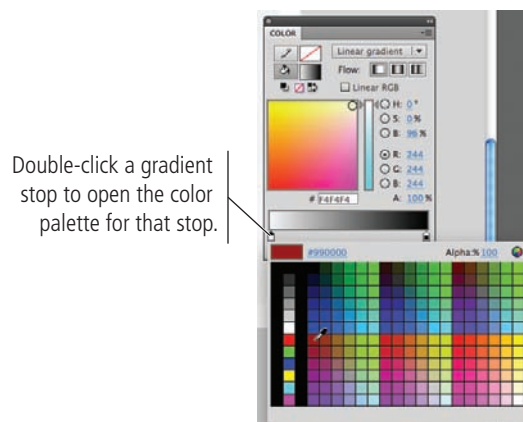 COLOR
Linear gradient
Flow:
Linear RGB
H: 0 °
S: 0 %
B: 96 %
R: 244
G: 244
B: 244
# F4F4F4
A: 100 %
Double-click a gradient
stop to open the color
palette for that stop.
#990000
Alpha:% 100